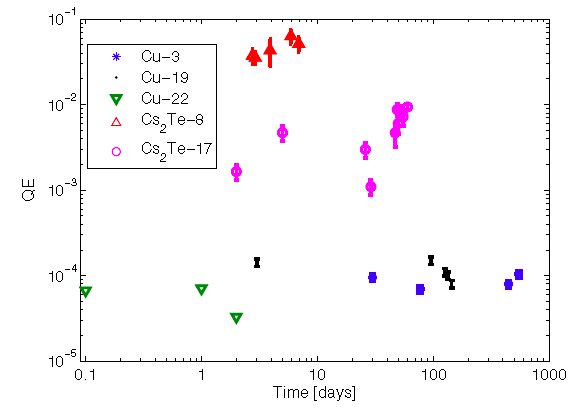 10⁻¹
Cu−3
Cu−19
Cu−22
Cs₂Te−8
Cs₂Te−17
10⁻²
10⁻³
10⁻⁴
10⁻⁵
QE
0.1 1 10 100 1000
Time [days]